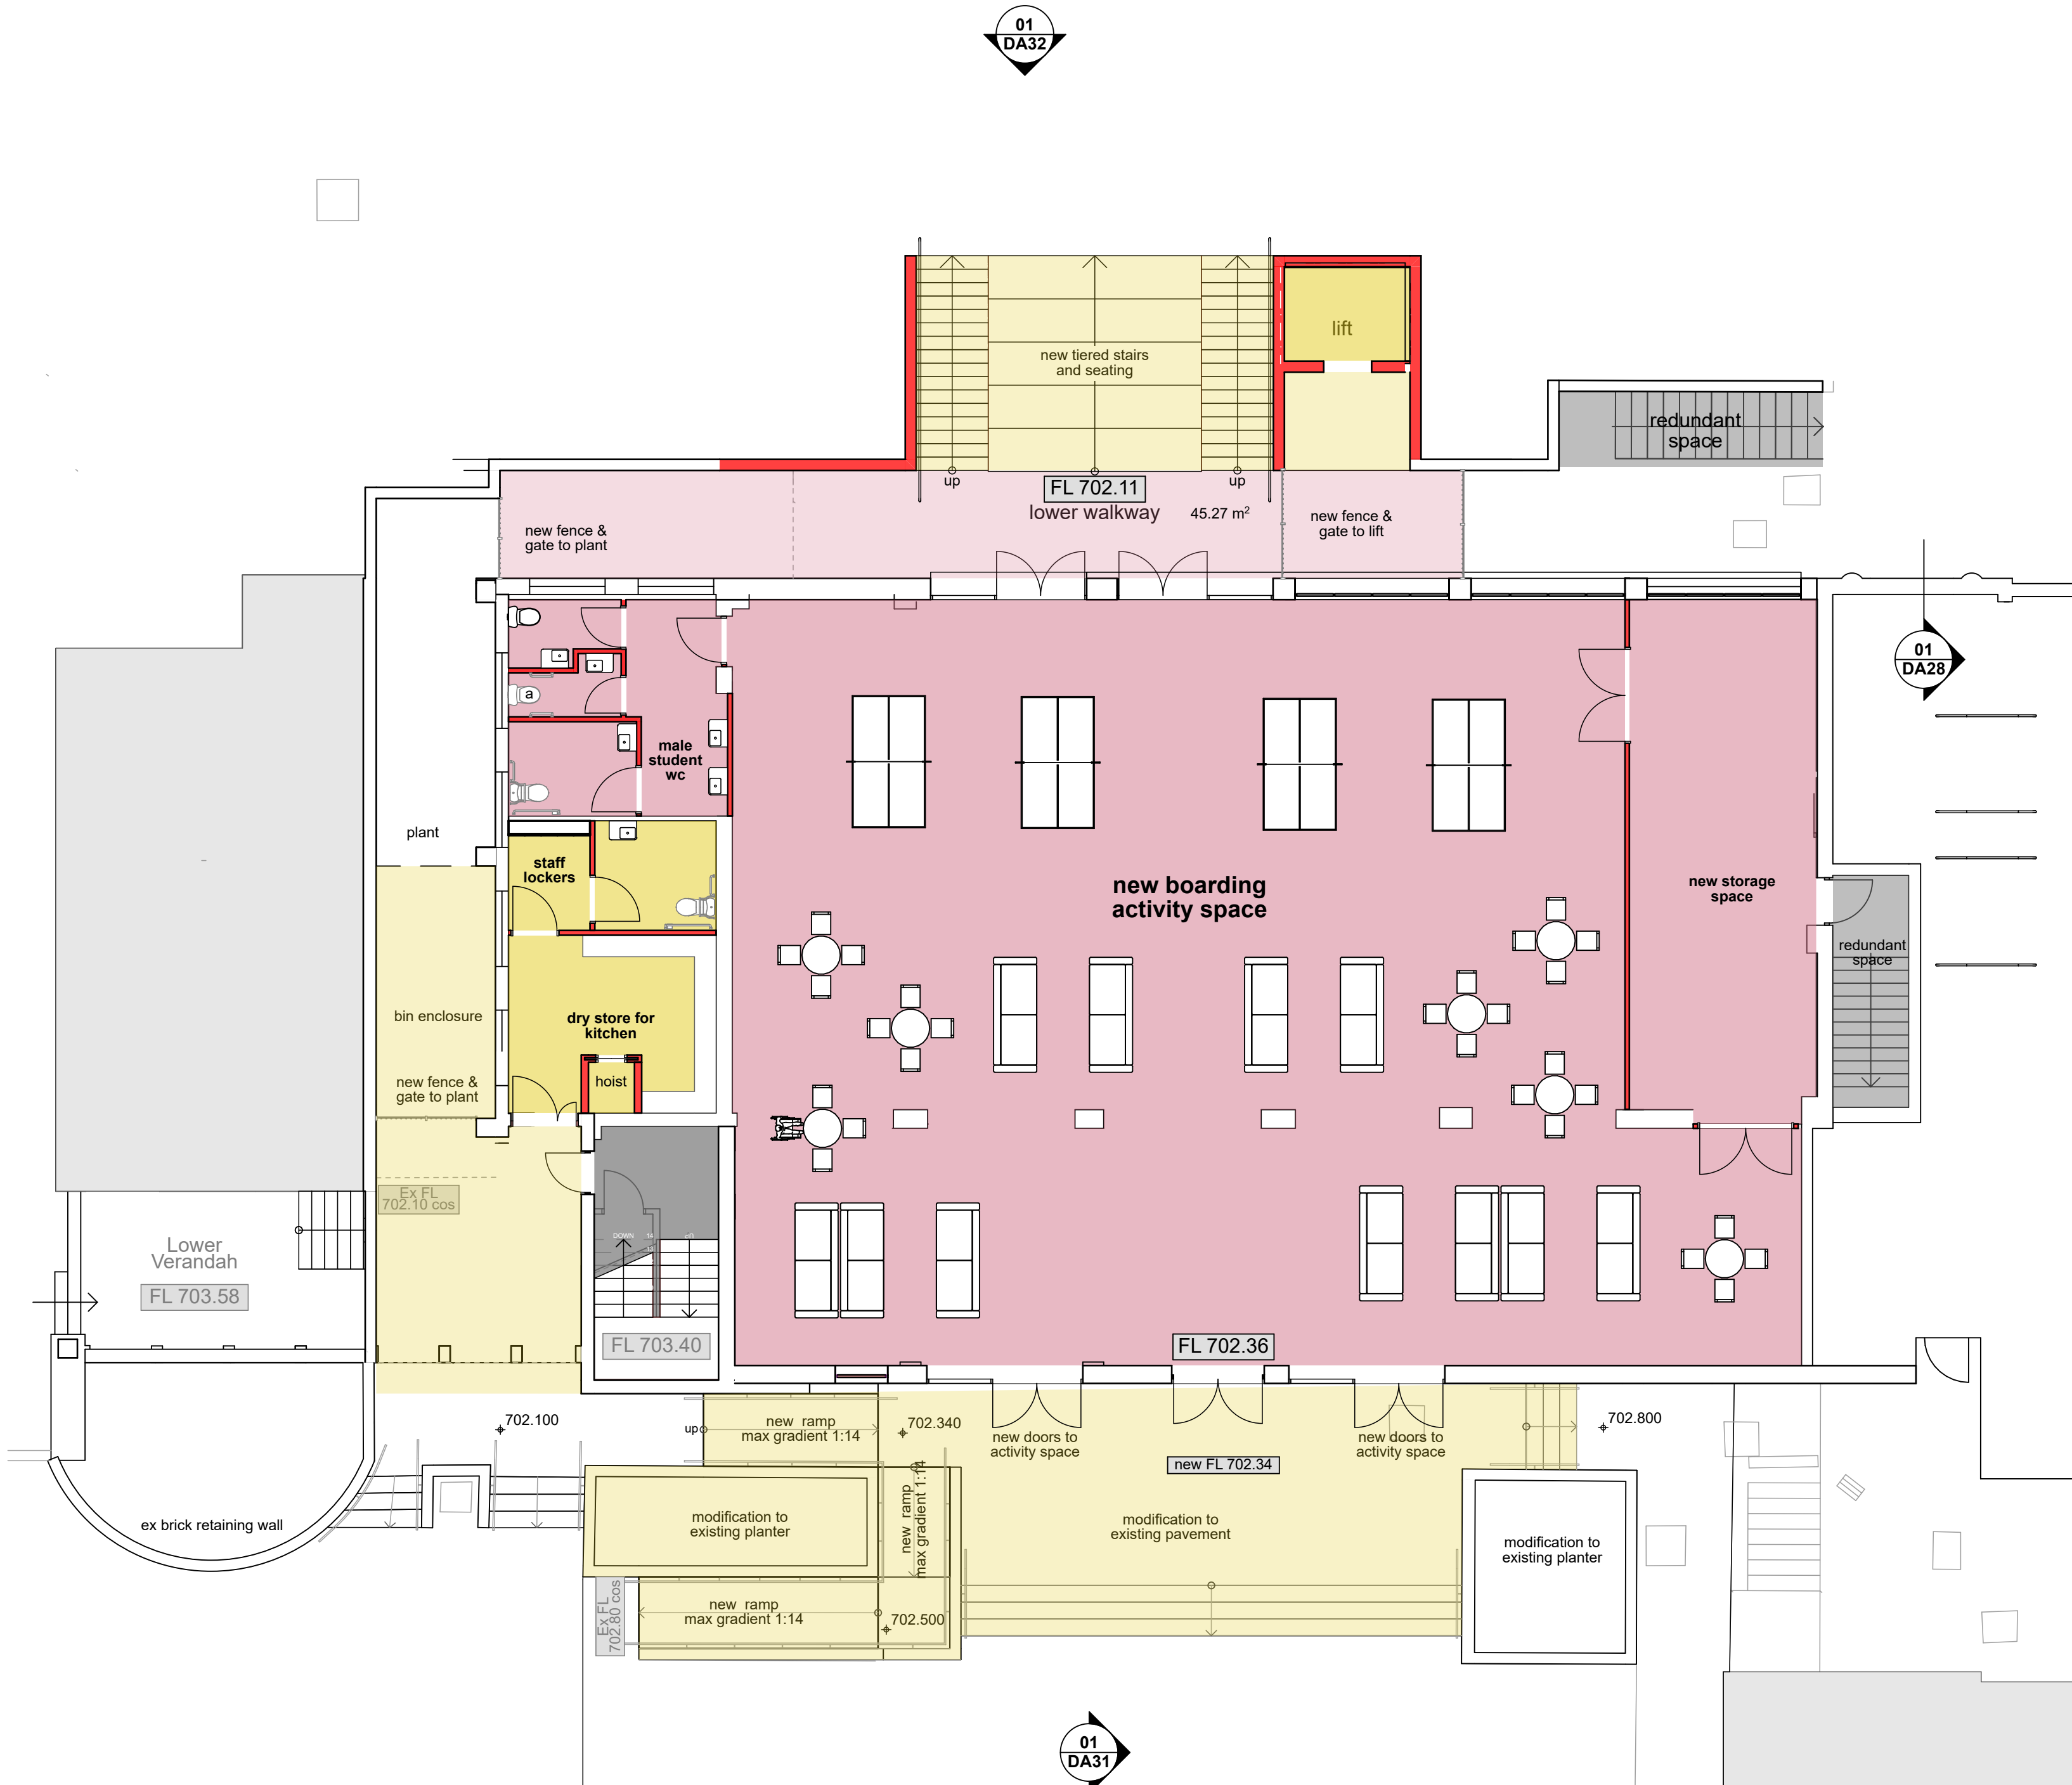 01
DA32
lift
new tiered stairs
and seating
redundant
space
up
FL 702.11
up
lower walkway
45.27 m²
new fence &
gate to plant
new fence &
gate to lift
01
DA28
a
male
student
wc
plant
staff
lockers
new boarding
activity space
new storage
space
redundant
space
bin enclosure
dry store for
kitchen
new fence &
gate to plant
hoist
Ex FL
702.10 cos
Lower
Verandah
FL 703.58
DOWN
14
FL 703.40
FL 702.36
702.100
up
new ramp
max gradient 1:14
702.340
new doors to
activity space
new doors to
activity space
702.800
new FL 702.34
new ramp
max gradient 1:14
ex brick retaining wall
modification to
existing planter
modification to
existing pavement
modification to
existing planter
Ex FL
702.80 cos
new ramp
max gradient 1:14
702.500
01
DA31